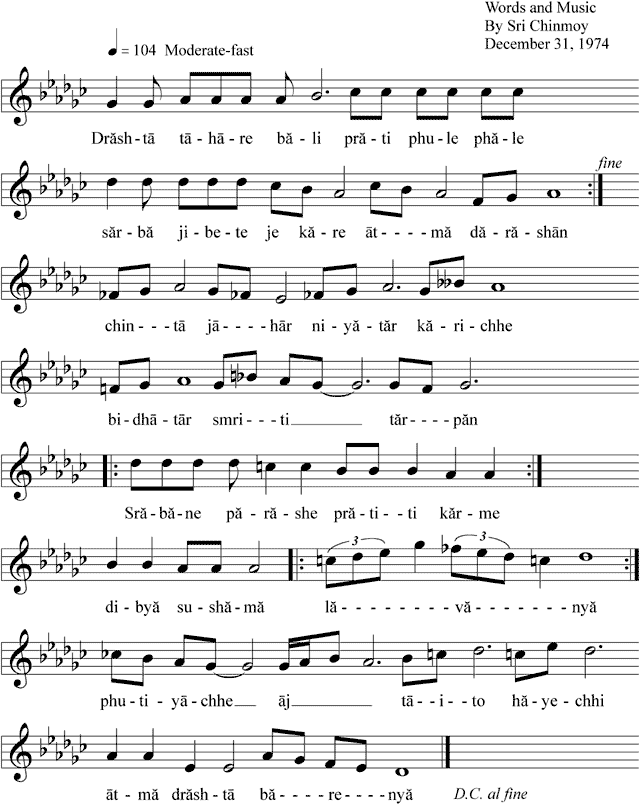 Words and Music
By Sri Chinmoy
December 31, 1974
♩ = 104 Moderate-fast
Drăsh-tā tā-hā-re bă-li pră-ti phu-le phă-le
fine
săr-bă ji-be-te je kă-re āt----mă dă-ră-shān
chin---tā jā---hār ni-yă-tăr kă-ri-chhe
bi-dhā-tār smri---ti tăr----păn
3
3
Sră-bă-ne pă-ră-she pră-ti-ti kăr-me
di-byă su-shă-mă lă---------vă-------nyă
phu-ti-yā-chhe āj tā--i--to hă-ye-chhi
āt-mă drăsh-tā bă----re---nyă
D.C. al fine